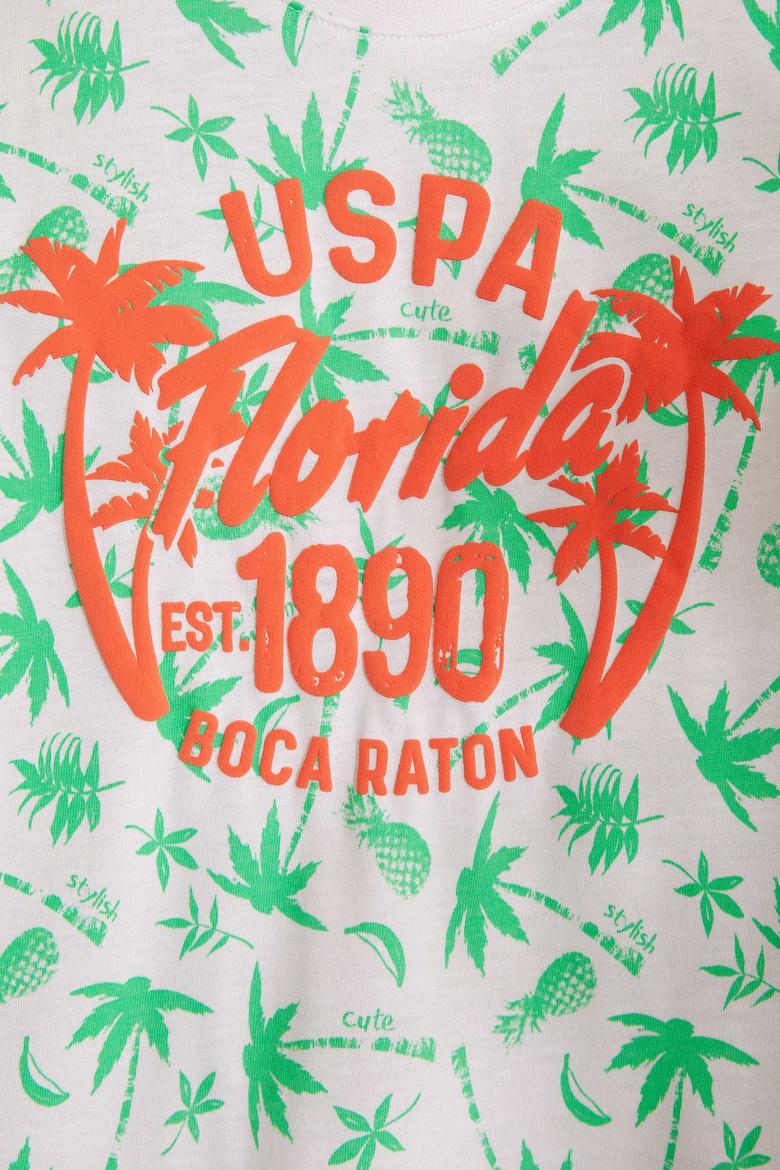 stylish
USPA
stylish
cute
Florida
EST. 1890
BOCA RATON
stylish
stylish
cute